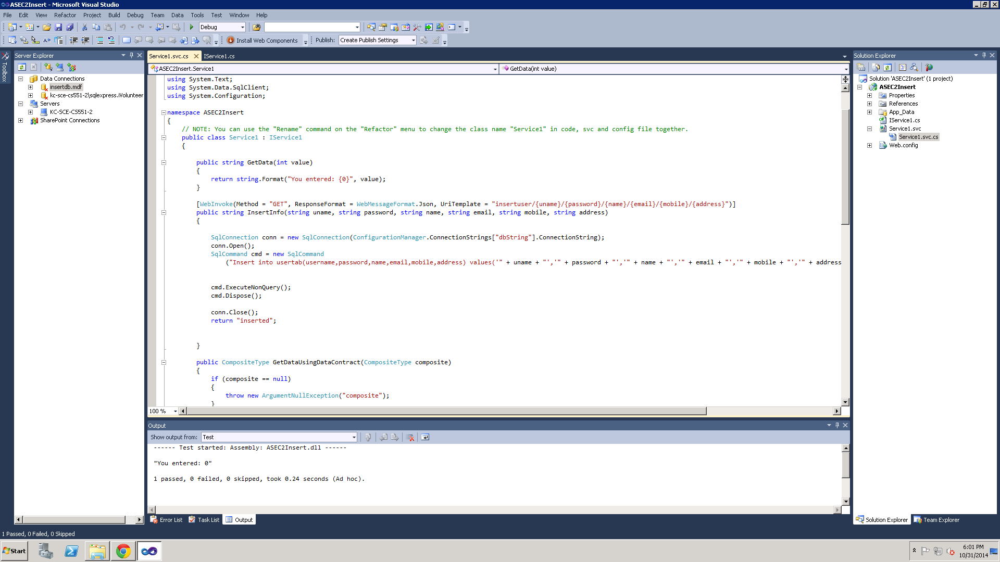 ASEC2Insert - Microsoft Visual Studio
File Edit View Refactor Project Build Debug Team Data Tools Test Window Help
Debug
Install Web Components Publish: Create Publish Settings
Toolbox
Server Explorer
Data Connections
insertdb.mdf
kc-sce-cs551-2\sqlexpress.iVolunteer
Servers
KC-SCE-CS551-2
SharePoint Connections
Service1.svc.cs IService1.cs
ASEC2Insert.Service1 GetData(int value)
using System.Text;
using System.Data.SqlClient;
using System.Configuration;
namespace ASEC2Insert
{
// NOTE: You can use the "Rename" command on the "Refactor" menu to change the class name "Service1" in code, svc and config file together.
public class Service1 : IService1
{
public string GetData(int value)
{
return string.Format("You entered: {0}", value);
}
[WebInvoke(Method = "GET", ResponseFormat = WebMessageFormat.Json, UriTemplate = "insertuser/{uname}/{password}/{name}/{email}/{mobile}/{address}")]
public string InsertInfo(string uname, string password, string name, string email, string mobile, string address)
{
SqlConnection conn = new SqlConnection(ConfigurationManager.ConnectionStrings["dbString"].ConnectionString);
conn.Open();
SqlCommand cmd = new SqlCommand
("Insert into usertab(username,password,name,email,mobile,address) values('" + uname + "','" + password + "','" + name + "','" + email + "','" + mobile + "','" + address
cmd.ExecuteNonQuery();
cmd.Dispose();
conn.Close();
return "inserted";
}
public CompositeType GetDataUsingDataContract(CompositeType composite)
{
if (composite == null)
{
throw new ArgumentNullException("composite");
}
100 %
Output
Show output from: Test
------ Test started: Assembly: ASEC2Insert.dll ------
"You entered: 0"
1 passed, 0 failed, 0 skipped, took 0.24 seconds (Ad hoc).
Error List Task List Output
Solution Explorer
Solution 'ASEC2Insert' (1 project)
ASEC2Insert
Properties
References
App_Data
IService1.cs
Service1.svc
Service1.svc.cs
Web.config
Solution Explorer Team Explorer
1 Passed, 0 Failed, 0 Skipped
Start
6:01 PM
10/31/2014